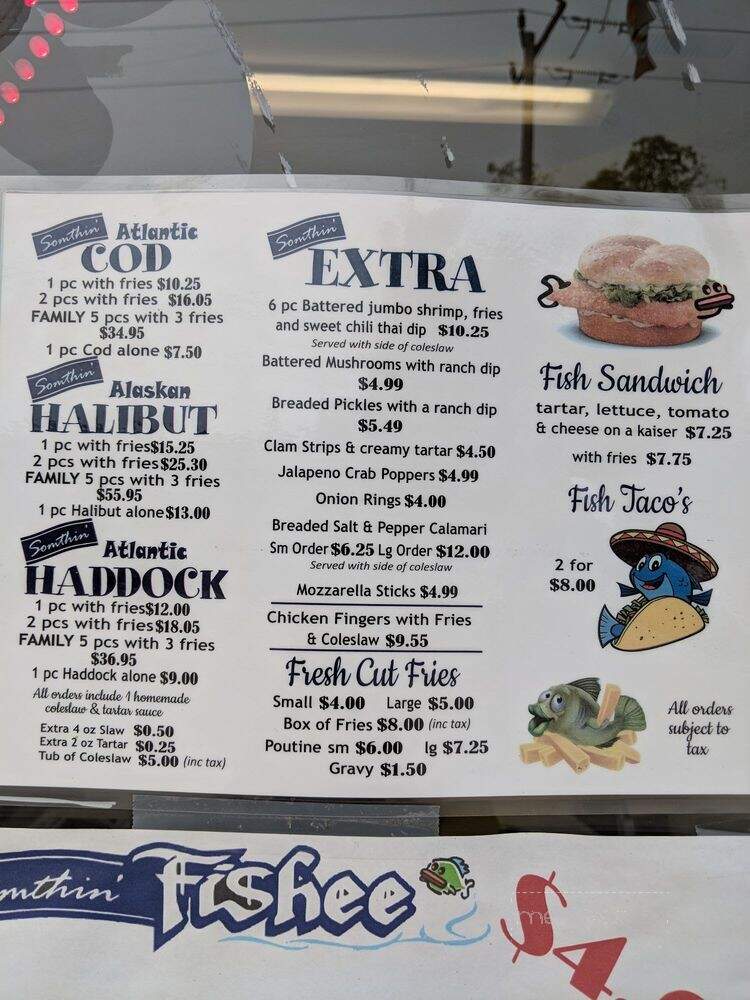 Somthin'
Atlantic
COD
1 pc with fries $10.25
2 pcs with fries $16.05
FAMILY 5 pcs with 3 fries
$34.95
1 pc Cod alone $7.50
Somthin'
Alaskan
HALIBUT
1 pc with fries$15.25
2 pcs with fries$25.30
FAMILY 5 pcs with 3 fries
$55.95
1 pc Halibut alone$13.00
Somthin'
Atlantic
HADDOCK
1 pc with fries$12.00
2 pcs with fries$18.05
FAMILY 5 pcs with 3 fries
$36.95
1 pc Haddock alone $9.00
All orders include 1 homemade
coleslaw & tartar sauce
Extra 4 oz Slaw $0.50
Extra 2 oz Tartar $0.25
Tub of Coleslaw $5.00 (inc tax)
Somthin'
EXTRA
6 pc Battered jumbo shrimp, fries
and sweet chili thai dip $10.25
Served with side of coleslaw
Battered Mushrooms with ranch dip
$4.99
Breaded Pickles with a ranch dip
$5.49
Clam Strips & creamy tartar $4.50
Jalapeno Crab Poppers $4.99
Onion Rings $4.00
Breaded Salt & Pepper Calamari
Sm Order $6.25 Lg Order $12.00
Served with side of coleslaw
Mozzarella Sticks $4.99
Chicken Fingers with Fries
& Coleslaw $9.55
Fresh Cut Fries
Small $4.00 Large $5.00
Box of Fries $8.00 (inc tax)
Poutine sm $6.00 lg $7.25
Gravy $1.50
Fish Sandwich
tartar, lettuce, tomato
& cheese on a kaiser $7.25
with fries $7.75
Fish Taco's
2 for
$8.00
All orders
subject to
tax
mthin' Fishee
$4.